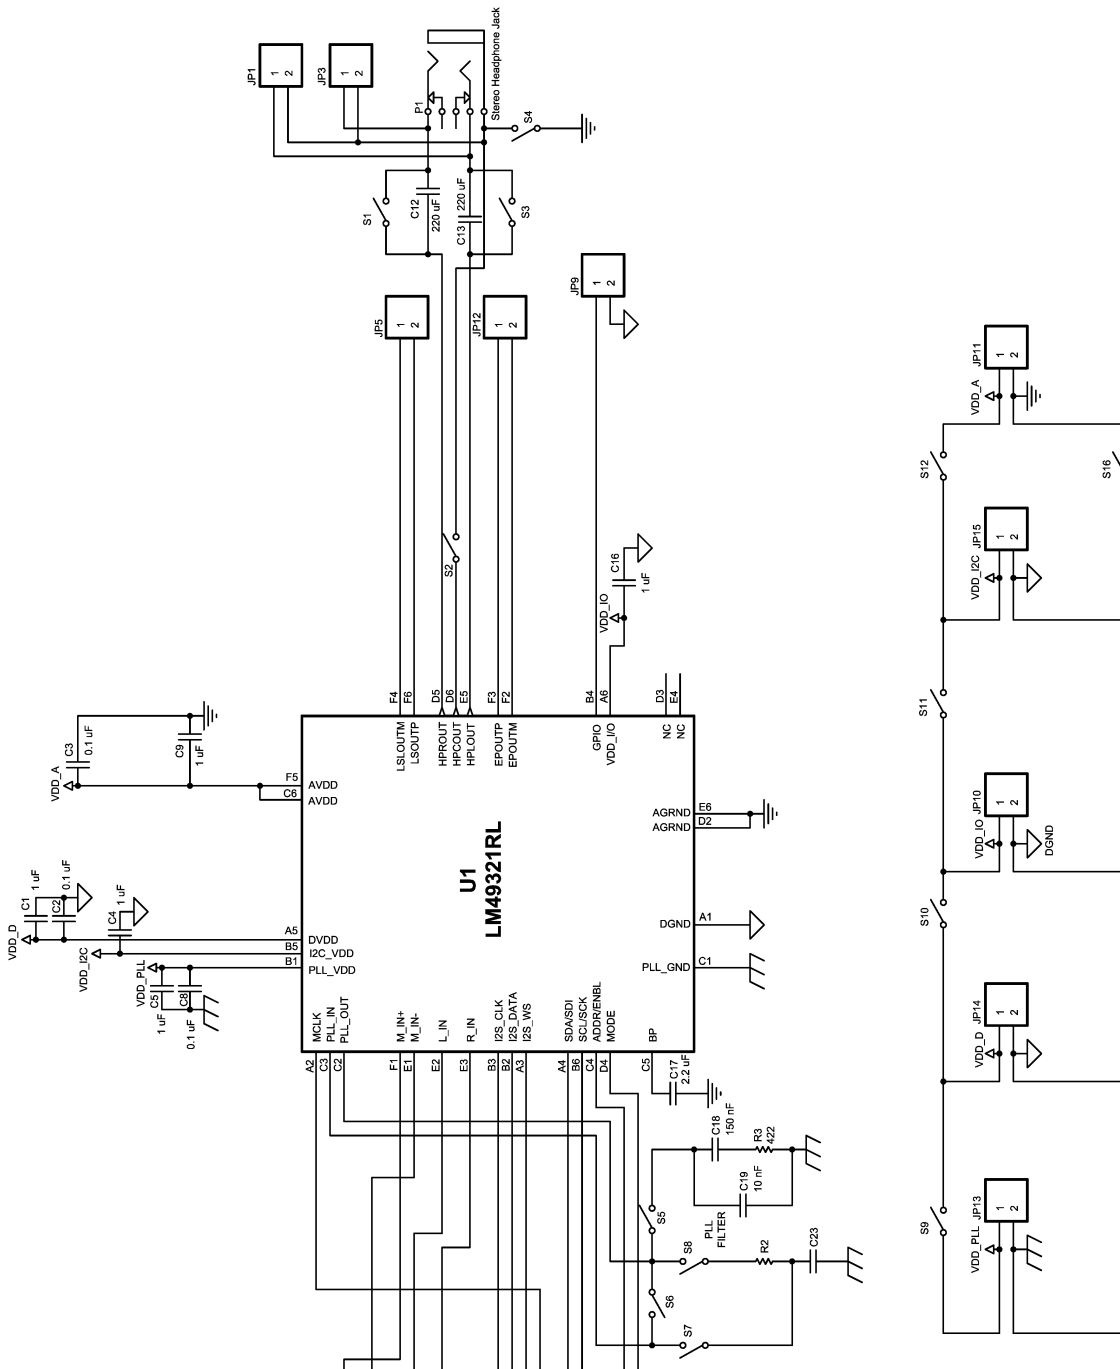 Stereo Headphone Jack
JP1
1
2
JP3
1
2
P1
S4
S1
C12
220 uF
220 uF
C13
S3
JP5
1
2
JP12
1
2
JP9
1
2
JP11
1
2
VDD_A
S12
S16
JP15
1
2
VDD_I2C
S2
C16
1 uF
VDD_IO
F4
F6
D5
D6
E5
F3
F2
B4
A6
D3
E4
LSLOUTM
LSOUTP
HPROUT
HPCOUT
HPLOUT
EPOUTP
EPOUTM
GPIO
VDD_I/O
NC
NC
S11
C3
0.1 uF
C9
1 uF
VDD_A
F5
AVDD
C6
AVDD
AGRND
E6
AGRND
D2
JP10
1
2
VDD_IO
DGND
U1
LM49321RL
C1
1 uF
C2
0.1 uF
C4
1 uF
VDD_D
VDD_I2C
VDD_PLL
A5
DVDD
B5
I2C_VDD
B1
PLL_VDD
DGND
A1
PLL_GND
C1
S10
C5
1 uF
C8
0.1 uF
JP14
1
2
VDD_D
MCLK
PLL_IN
PLL_OUT
M_IN+
M_IN-
L_IN
R_IN
I2S_CLK
I2S_DATA
I2S_WS
SDA/SDI
SCL/SCK
ADDR/ENBL
MODE
BP
A2
C3
C2
F1
E1
E2
E3
B3
B2
A3
A4
B6
C4
D4
C5
C17
2.2 uF
C18
150 nF
R3
422
C19
10 nF
S5
PLL
FILTER
S8
R2
C23
S6
S7
JP13
1
2
VDD_PLL
S9